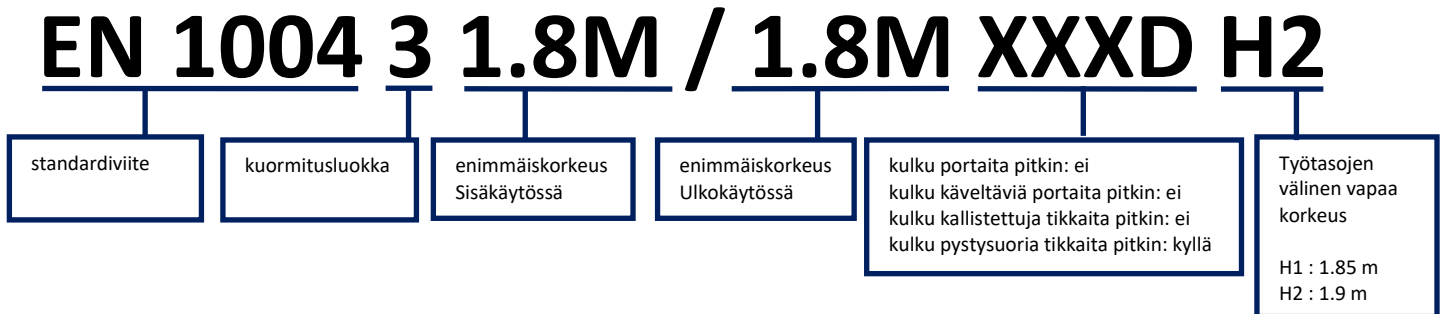 EN 1004 3 1.8M / 1.8M XXXD H2
standardiviite
kuormitusluokka
enimmäiskorkeus
Sisäkäytössä
enimmäiskorkeus
Ulkokäytössä
kulku portaita pitkin: ei
kulku käveltäviä portaita pitkin: ei
kulku kallistettuja tikkaita pitkin: ei
kulku pystysuoria tikkaita pitkin: kyllä
Työtasojen
välinen vapaa
korkeus
H1 : 1.85 m
H2 : 1.9 m